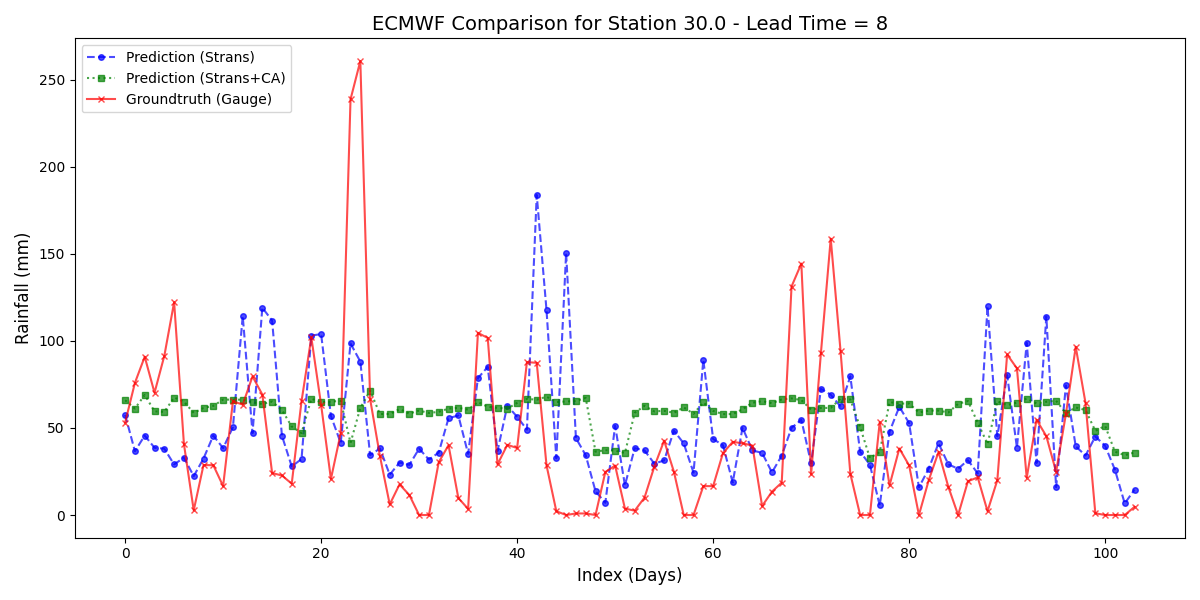 ECMWF Comparison for Station 30.0 - Lead Time = 8
Prediction (Strans)
Prediction (Strans+CA)
Groundtruth (Gauge)
Rainfall (mm)
250
200
150
100
50
0
0 20 40 60 80 100
Index (Days)